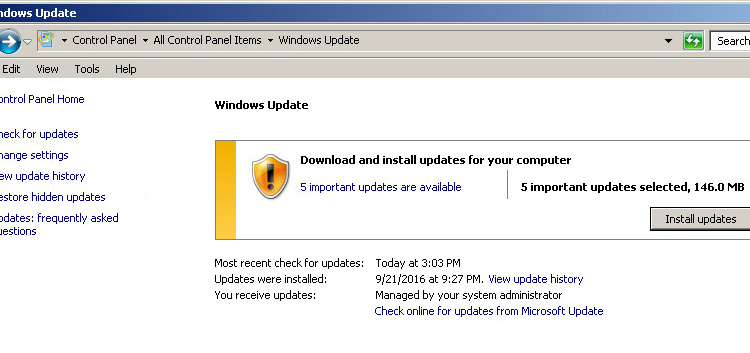 ndows Update
Control Panel ▸ All Control Panel Items ▸ Windows Update Search
Edit View Tools Help
ontrol Panel Home
heck for updates
hange settings
ew update history
estore hidden updates
pdates: frequently asked
uestions
Windows Update
Download and install updates for your computer
5 important updates are available
5 important updates selected, 146.0 MB
Install updates
Most recent check for updates: Today at 3:03 PM
Updates were installed: 9/21/2016 at 9:27 PM. View update history
You receive updates: Managed by your system administrator
Check online for updates from Microsoft Update